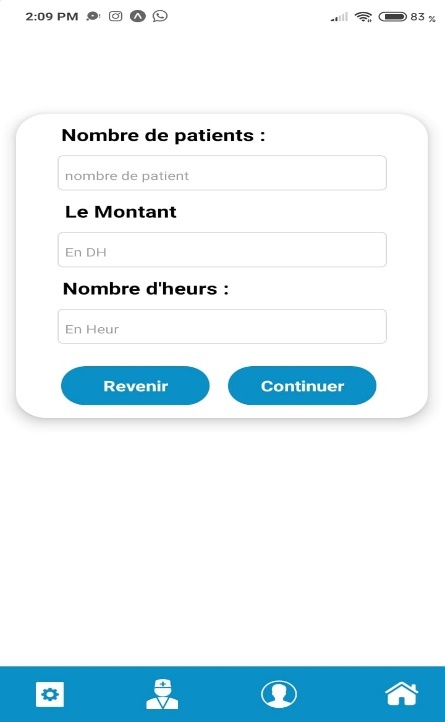 2:09 PM
83 %
Nombre de patients :
nombre de patient
Le Montant
En DH
Nombre d'heurs :
En Heur
Revenir
Continuer